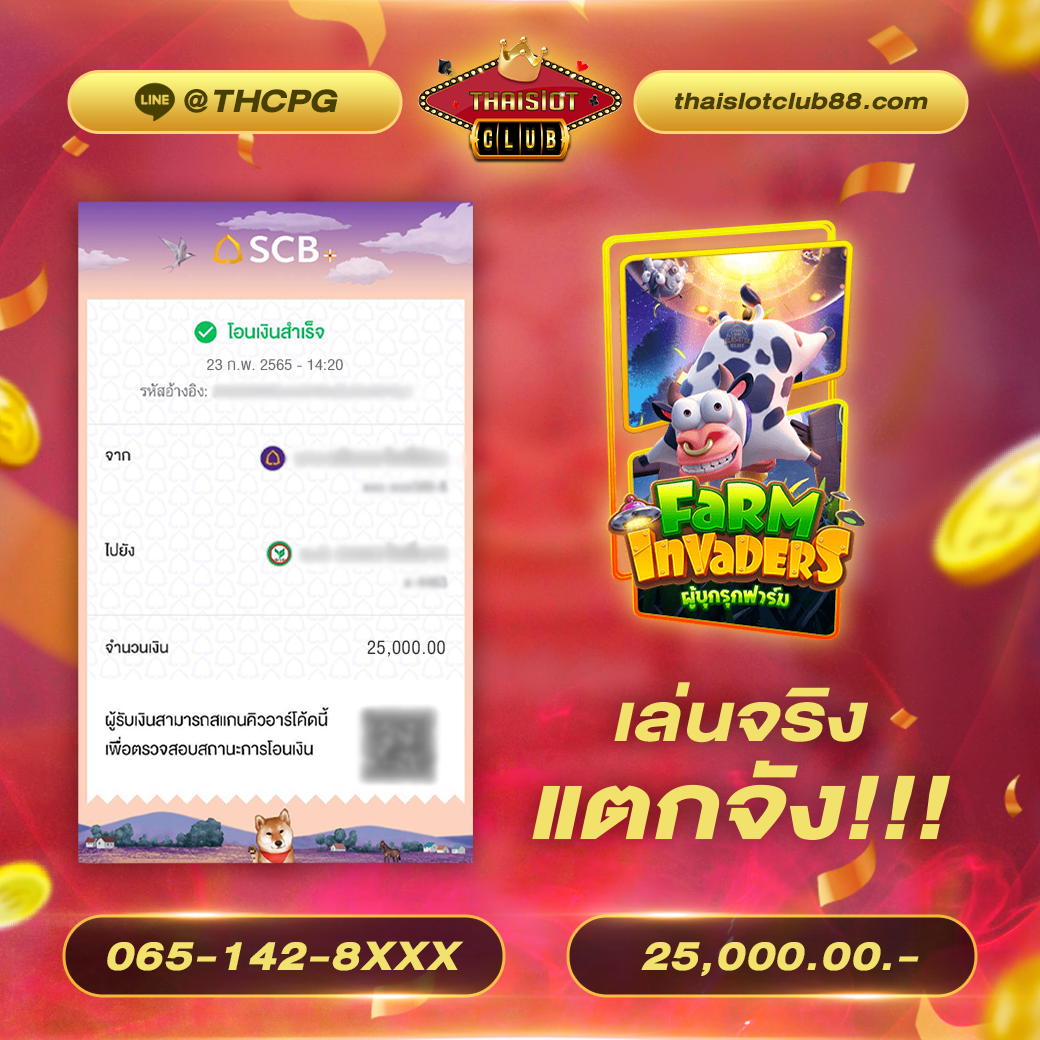 LINE @THCPG
THAISLOT
CLUB
thaislotclub88.com
SCB
โอนเงินสำเร็จ
23 ก.พ. 2565 - 14:20
รหัสอ้างอิง:
จาก
ไปยัง
จำนวนเงิน 25,000.00
ผู้รับเงินสามารถสแกนคิวอาร์โค้ดนี้
เพื่อตรวจสอบสถานะการโอนเงิน
FARM
INVADERS
ผู้บุกรุกฟาร์ม
เล่นจริง
แตกจัง!!!
065-142-8XXX
25,000.00.-